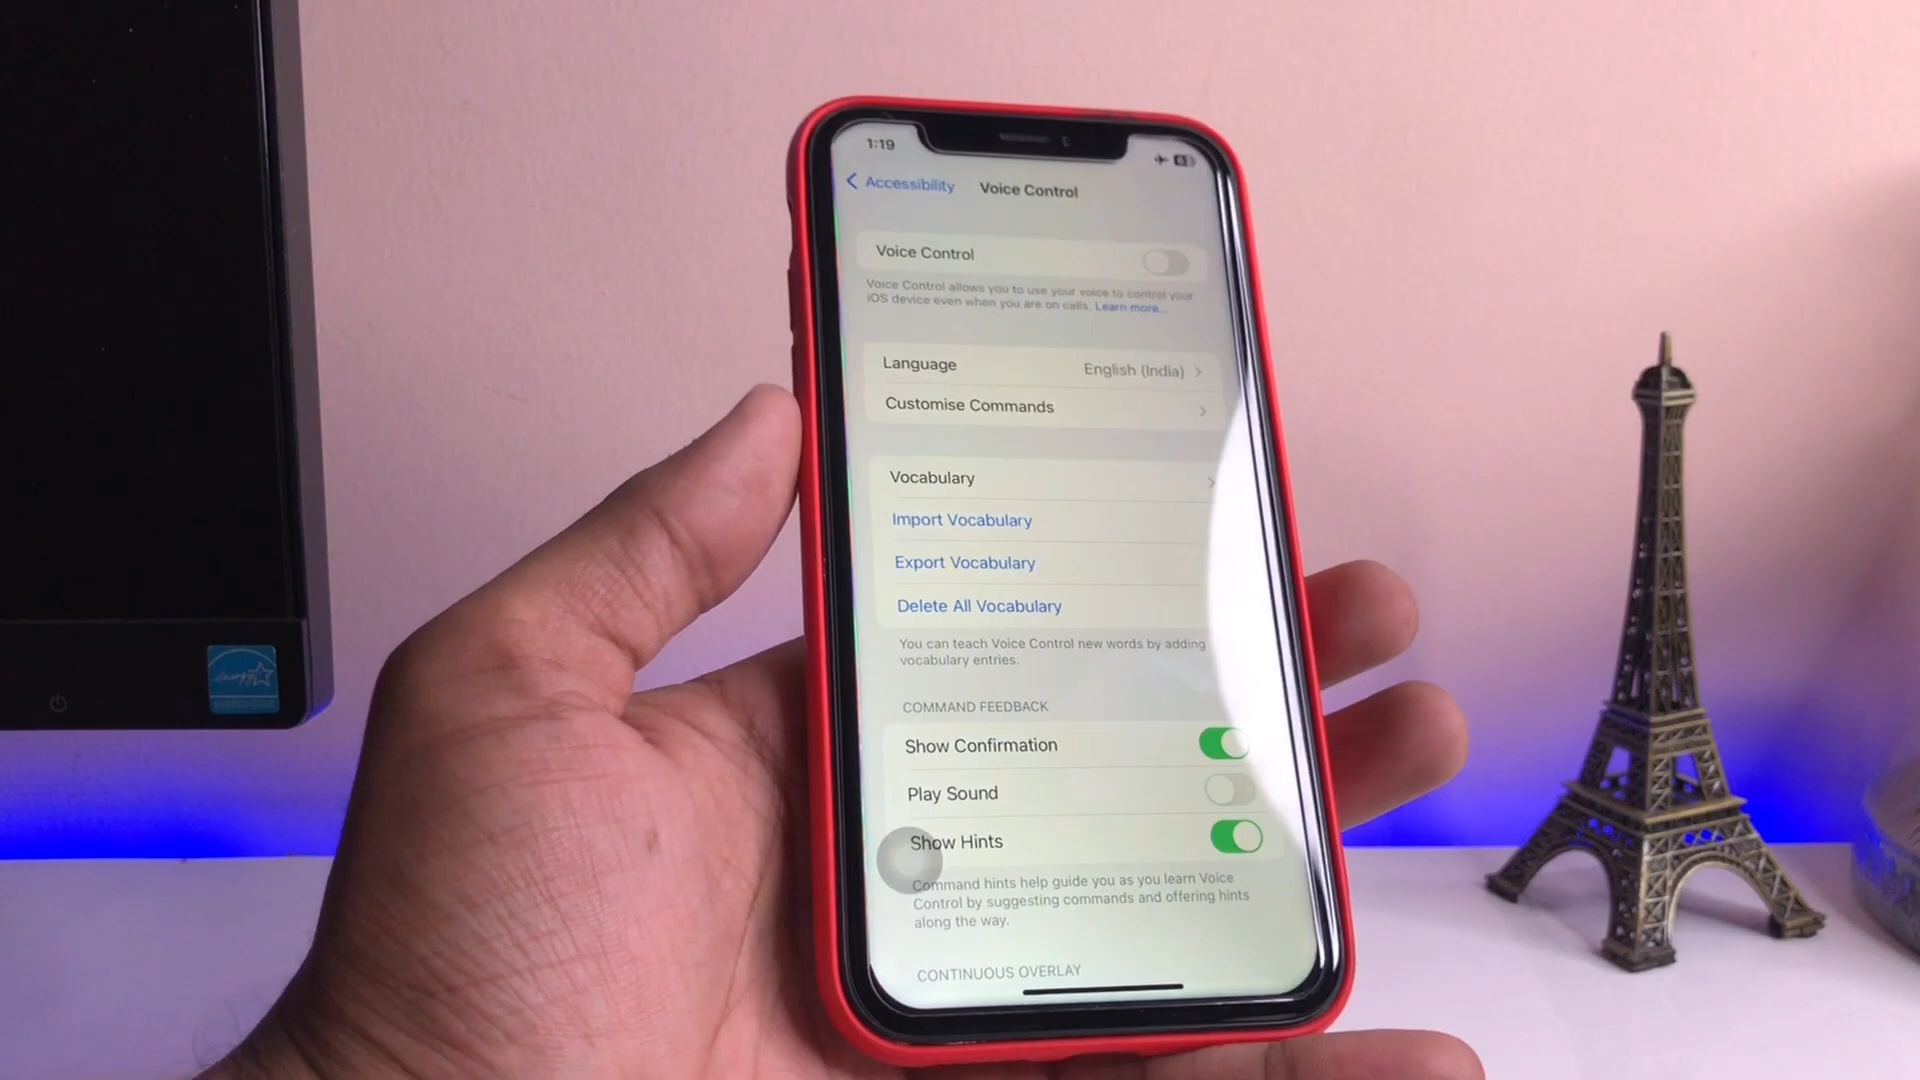 1:19
Accessibility
Voice Control
Voice Control
Voice Control allows you to use your voice to control your
iOS device even when you are on calls. Learn more...
Language
English (India)
Customise Commands
Vocabulary
Import Vocabulary
Export Vocabulary
Delete All Vocabulary
You can teach Voice Control new words by adding
vocabulary entries.
COMMAND FEEDBACK
Show Confirmation
Play Sound
Show Hints
Command hints help guide you as you learn Voice
Control by suggesting commands and offering hints
along the way.
CONTINUOUS OVERLAY
energy